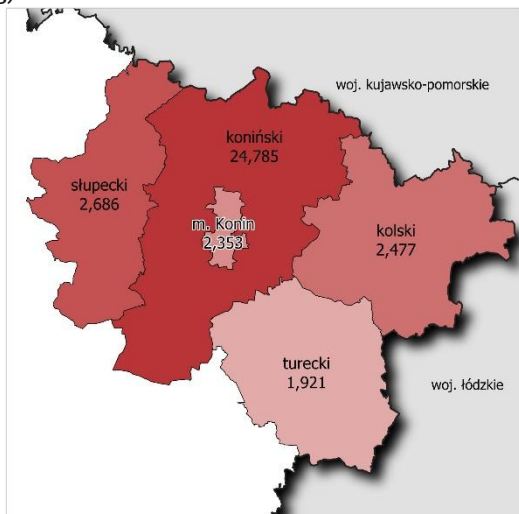 woj. kujawsko-pomorskie
koniński
24,785
słupecki
2,686
m. Konin
2,353
kolski
2,477
turecki
1,921
woj. łódzkie